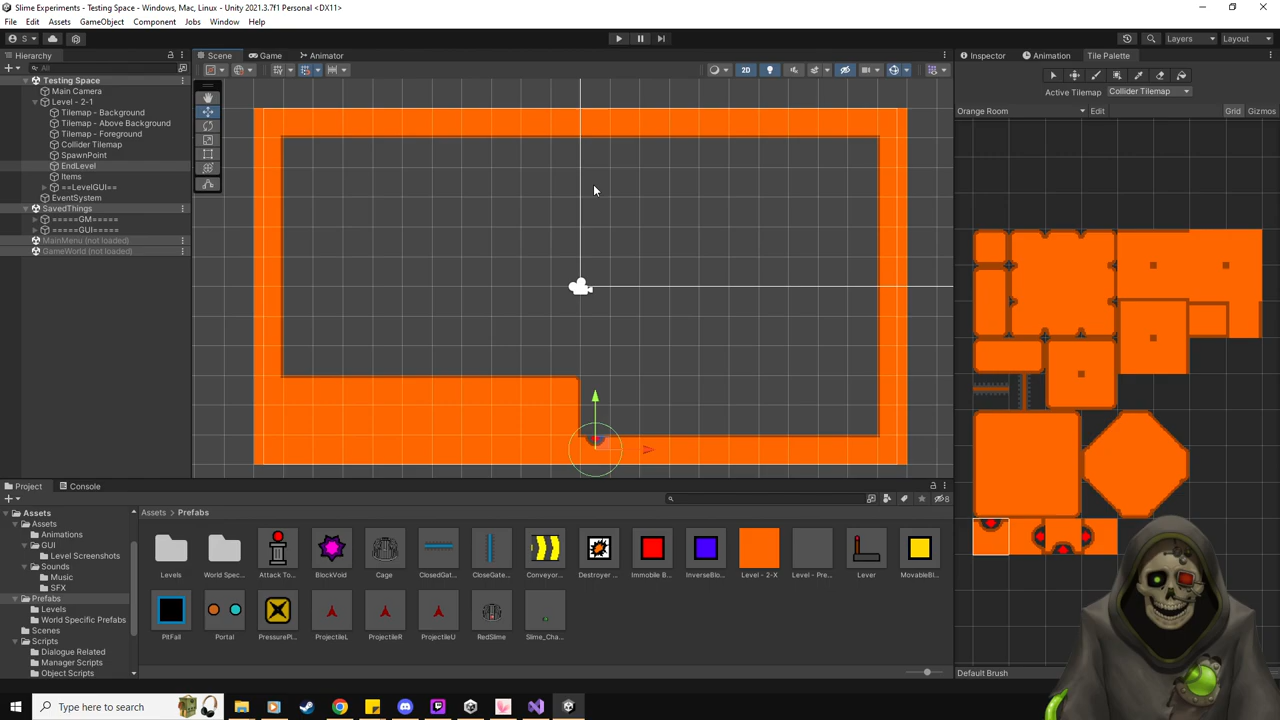 Slime Experiments - Testing Space - Windows, Mac, Linux - Unity 2021.3.7f1 Personal <DX11>
File Edit Assets GameObject Component Jobs Window Help
S Layers Layout
Hierarchy Scene Game Animator Inspector Animation Tile Palette
All 2D
Testing Space
Main Camera
Level - 2-1
Tilemap - Background
Tilemap - Above Background
Tilemap - Foreground
Collider Tilemap
SpawnPoint
EndLevel
Items
==LevelGUI==
EventSystem
SavedThings
=====GM=====
=====GUI=====
MainMenu (not loaded)
GameWorld (not loaded)
Active Tilemap Collider Tilemap
Orange Room Edit Grid Gizmos
Project Console
8
Assets
Assets
Animations
GUI
Level Screenshots
Sounds
Music
SFX
Prefabs
Levels
World Specific Prefabs
Scenes
Scripts
Dialogue Related
Manager Scripts
Object Scripts
Assets > Prefabs
Levels World Spec... Attack To... BlockVoid Cage ClosedGat... CloseGate... Conveyor... Destroyer ... Immobile B... InverseBlo... Level - 2-X Level - Pre... Lever MovableBl...
PitFall Portal PressurePl... ProjectileL ProjectileR ProjectileU RedSlime Slime_Cha...
Default Brush
Type here to search